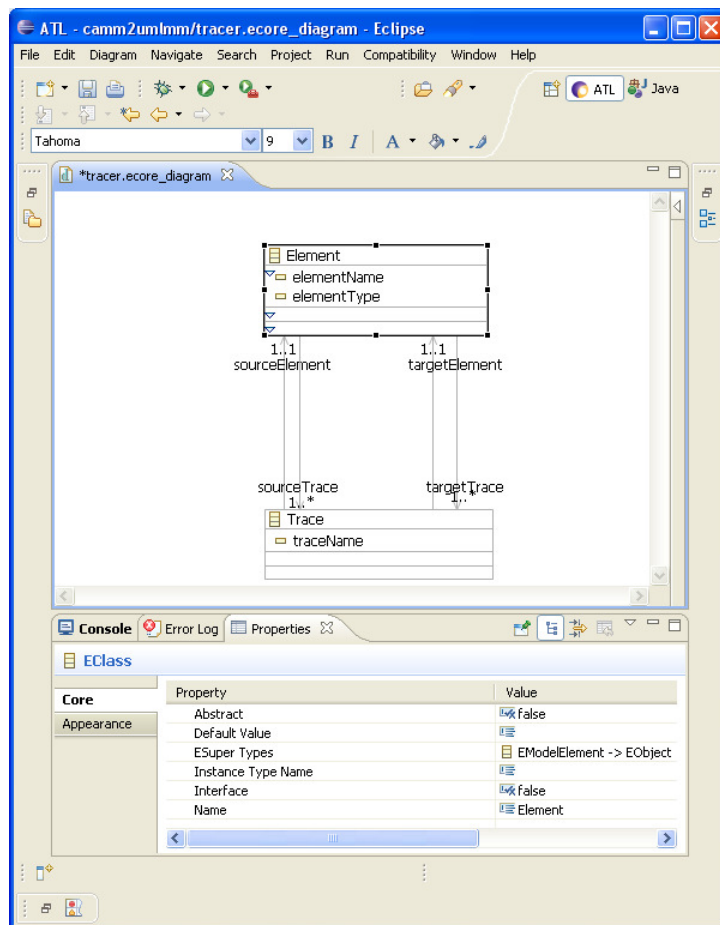 ATL - camm2umlmm/tracer.ecore_diagram - Eclipse
File Edit Diagram Navigate Search Project Run Compatibility Window Help
ATL Java
Tahoma 9 B I A
*tracer.ecore_diagram
Element
elementName
elementType
1..1 1..1
sourceElement targetElement
sourceTrace targetTrace
1..* 1..*
Trace
traceName
Console Error Log Properties
EClass
Core
Appearance
Property Value
Abstract false
Default Value
ESuper Types EModelElement -> EObject
Instance Type Name
Interface false
Name Element